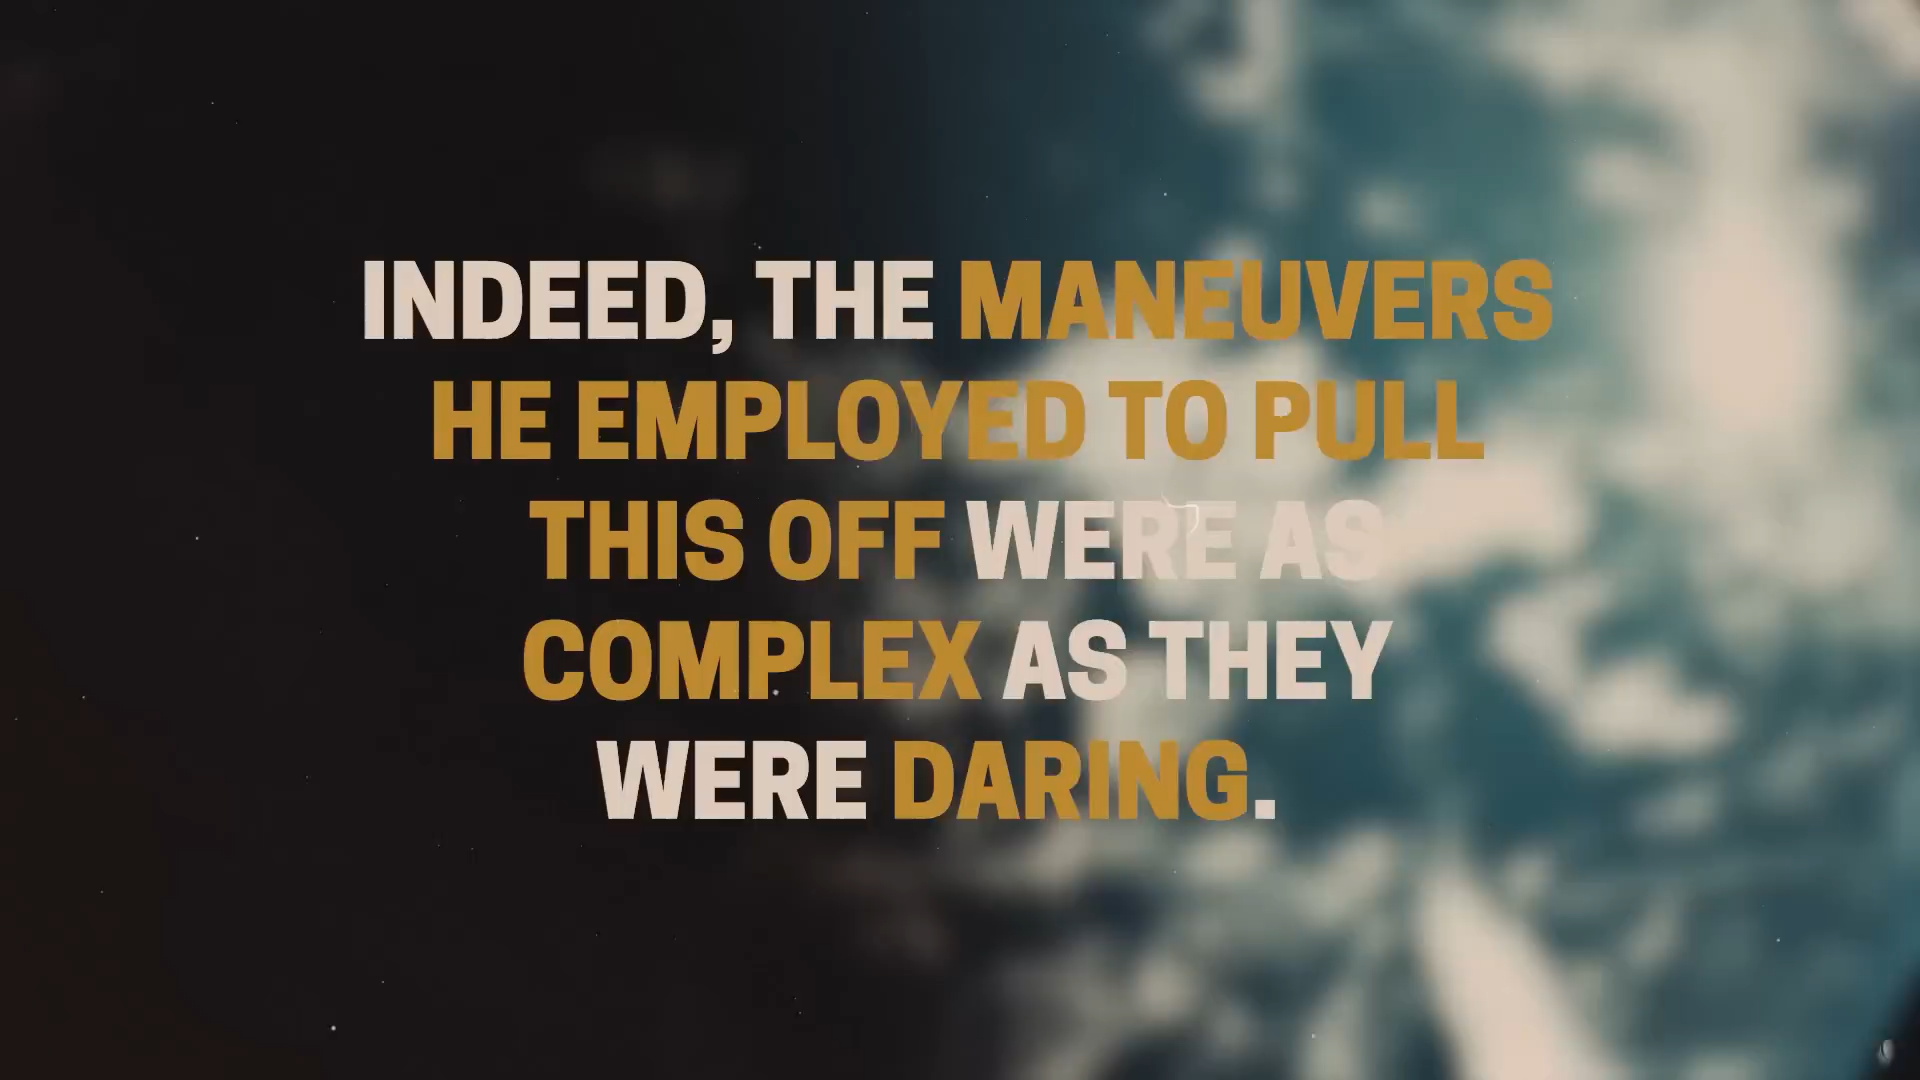 INDEED, THE MANEUVERS
HE EMPLOYED TO PULL
THIS OFF WERE AS
COMPLEX AS THEY
WERE DARING.